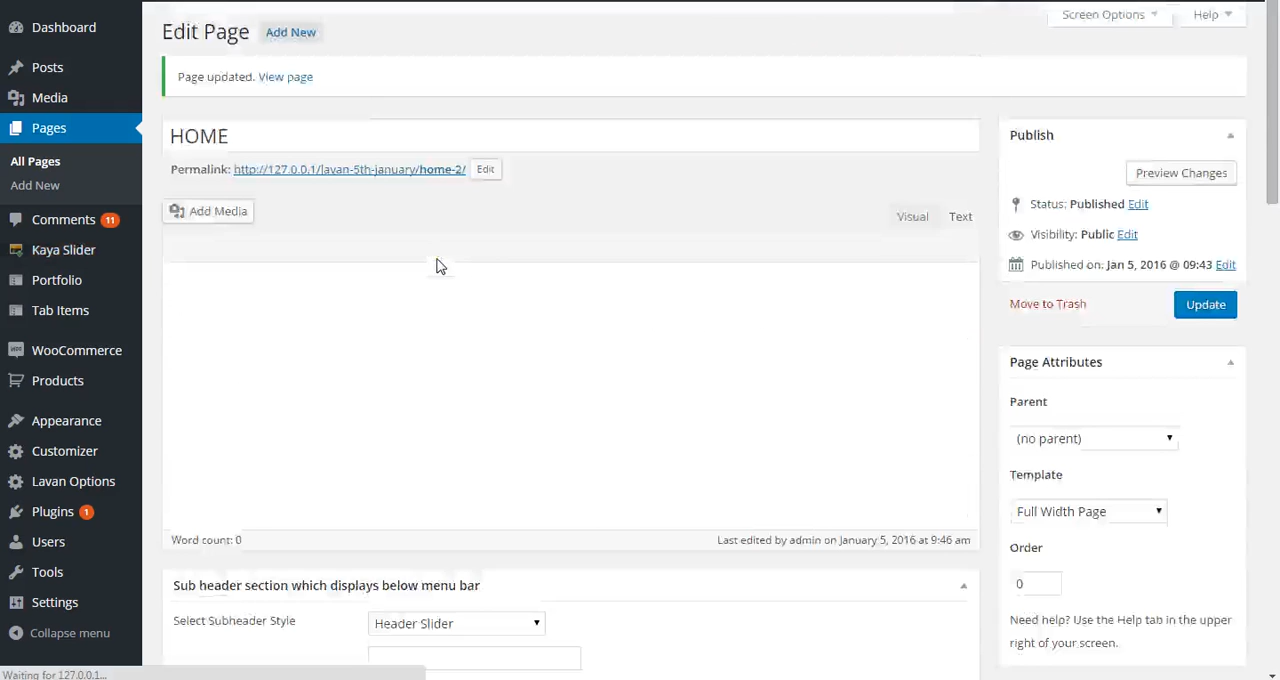 Dashboard
Posts
Media
Pages
All Pages
Add New
Comments 11
Kaya Slider
Portfolio
Tab Items
WooCommerce
Products
Appearance
Customizer
Lavan Options
Plugins 1
Users
Tools
Settings
Collapse menu
Waiting for 127.0.0.1...
Screen Options
Help
Edit Page Add New
Page updated. View page
HOME
Permalink: http://127.0.0.1/lavan-5th-january/home-2/ Edit
Add Media
Visual Text
Word count: 0
Last edited by admin on January 5, 2016 at 9:46 am
Sub header section which displays below menu bar
Select Subheader Style
Header Slider
Publish
Preview Changes
Status: Published Edit
Visibility: Public Edit
Published on: Jan 5, 2016 @ 09:43 Edit
Move to Trash
Update
Page Attributes
Parent
(no parent)
Template
Full Width Page
Order
0
Need help? Use the Help tab in the upper
right of your screen.